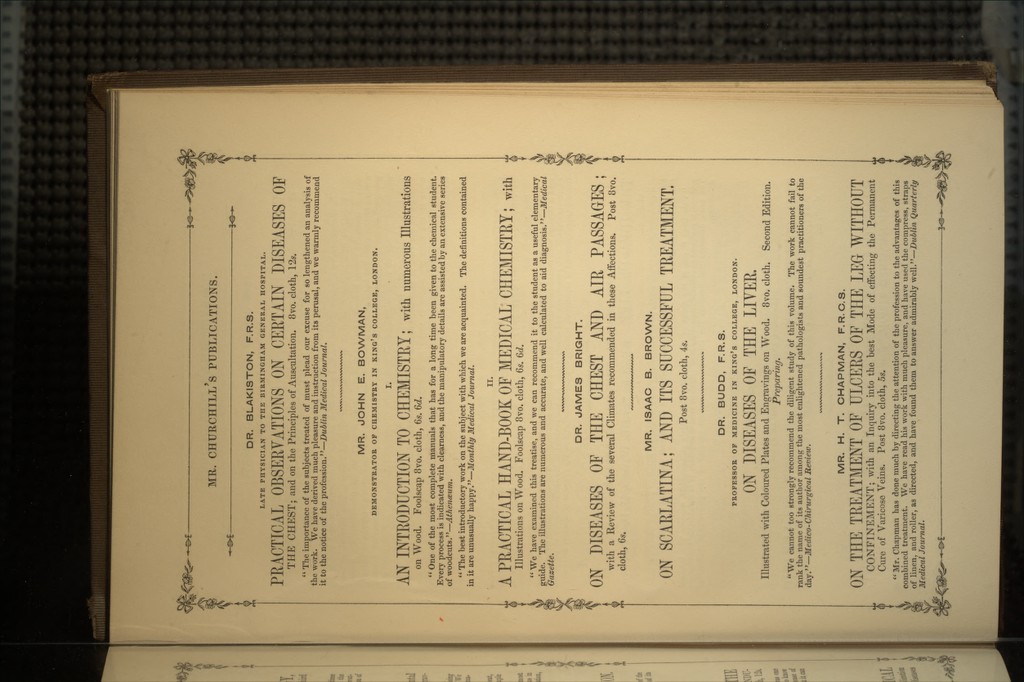 MR. CHURCHILL'S PUBLICATIONS.
DR. BLAKISTON, F.R.S.
LATE PHYSICIAN TO THE BIRMINGHAM GENERAL HOSPITAL.
PRACTICAL OBSERVATIONS ON CERTAIN DISEASES OF
THE CHEST; and on the Principles of Auscultation. 8vo. cloth, 12s.
"The importance of the subjects treated of must plead our excuse for so lengthened an analysis of
the work. We have derived much pleasure and instruction from its perusal, and we warmly recommend
it to the notice of the profession."—Dublin Medical Journal.
MR. JOHN E. BOWMAN,
DEMONSTRATOR OF CHEMISTRY IN KING'S COLLEGE, LONDON.
I.
AN INTRODUCTION TO CHEMISTRY; with numerous Illustrations
on Wood. Foolscap 8vo. cloth, 6s. 6d.
"One of the most complete manuals that has for a long time been given to the chemical student.
Every process is indicated with clearness, and the manipulatory details are assisted by an extensive series
of woodcuts."—Athenæum.
"The best introductory work on the subject with which we are acquainted. The definitions contained
in it are unusually happy."—Monthly Medical Journal.
II.
A PRACTICAL HAND-BOOK OF MEDICAL CHEMISTRY; with
Illustrations on Wood. Foolscap 8vo. cloth, 6s. 6d.
"We have examined this treatise, and we can recommend it to the student as a useful elementary
guide. The illustrations are numerous and accurate, and well calculated to aid diagnosis."—Medical
Gazette.
DR. JAMES BRIGHT.
ON DISEASES OF THE CHEST AND AIR PASSAGES;
with a Review of the several Climates recommended in these Affections. Post 8vo.
cloth, 6s.
MR. ISAAC B. BROWN.
ON SCARLATINA; AND ITS SUCCESSFUL TREATMENT.
Post 8vo. cloth, 4s.
DR. BUDD, F.R.S.
PROFESSOR OF MEDICINE IN KING'S COLLEGE, LONDON.
ON DISEASES OF THE LIVER.
Illustrated with Coloured Plates and Engravings on Wood. 8vo. cloth. Second Edition.
Preparing.
"We cannot too strongly recommend the diligent study of this volume. The work cannot fail to
rank the name of its author among the most enlightened pathologists and soundest practitioners of the
day."—Medico-Chirurgical Review.
MR. H. T. CHAPMAN, F.R.C.S.
ON THE TREATMENT OF ULCERS OF THE LEG WITHOUT
CONFINEMENT; with an Inquiry into the best Mode of effecting the Permanent
Cure of Varicose Veins. Post 8vo. cloth, 5s.
"Mr. Chapman has done much by directing the attention of the profession to the advantages of this
combined treatment. We have read his work with much pleasure, and have used the compress, straps
of linen, and roller, as directed, and have found them to answer admirably well."—Dublin Quarterly
Medical Journal.